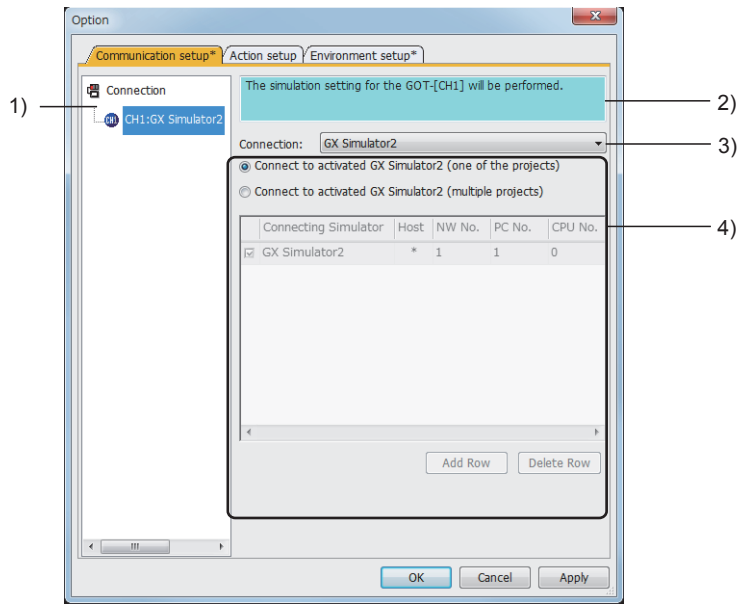 Option
Communication setup* Action setup Environment setup*
Connection
CH1:GX Simulator2
1)
The simulation setting for the GOT-[CH1] will be performed.
2)
Connection: GX Simulator2
3)
Connect to activated GX Simulator2 (one of the projects)
Connect to activated GX Simulator2 (multiple projects)
4)
Connecting Simulator Host NW No. PC No. CPU No.
GX Simulator2 * 1 1 0
Add Row Delete Row
OK Cancel Apply